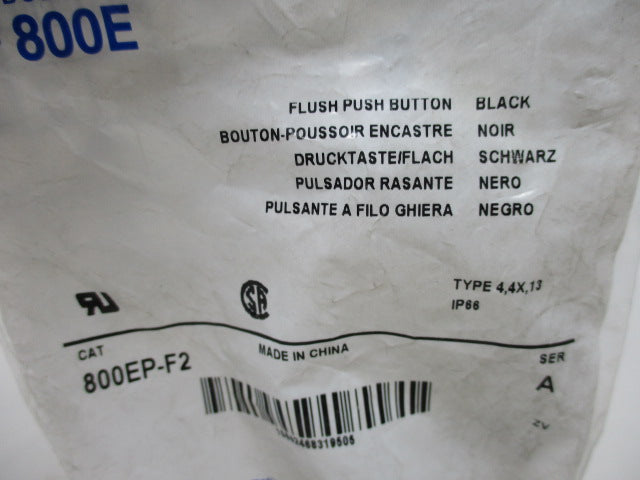 800E
FLUSH PUSH BUTTON BLACK
BOUTON-POUSSOIR ENCASTRE NOIR
DRUCKTASTE/FLACH SCHWARZ
PULSADOR RASANTE NERO
PULSANTE A FILO GHIERA NEGRO
TYPE 4,4X,13
IP66
CAT MADE IN CHINA SER
800EP-F2 A